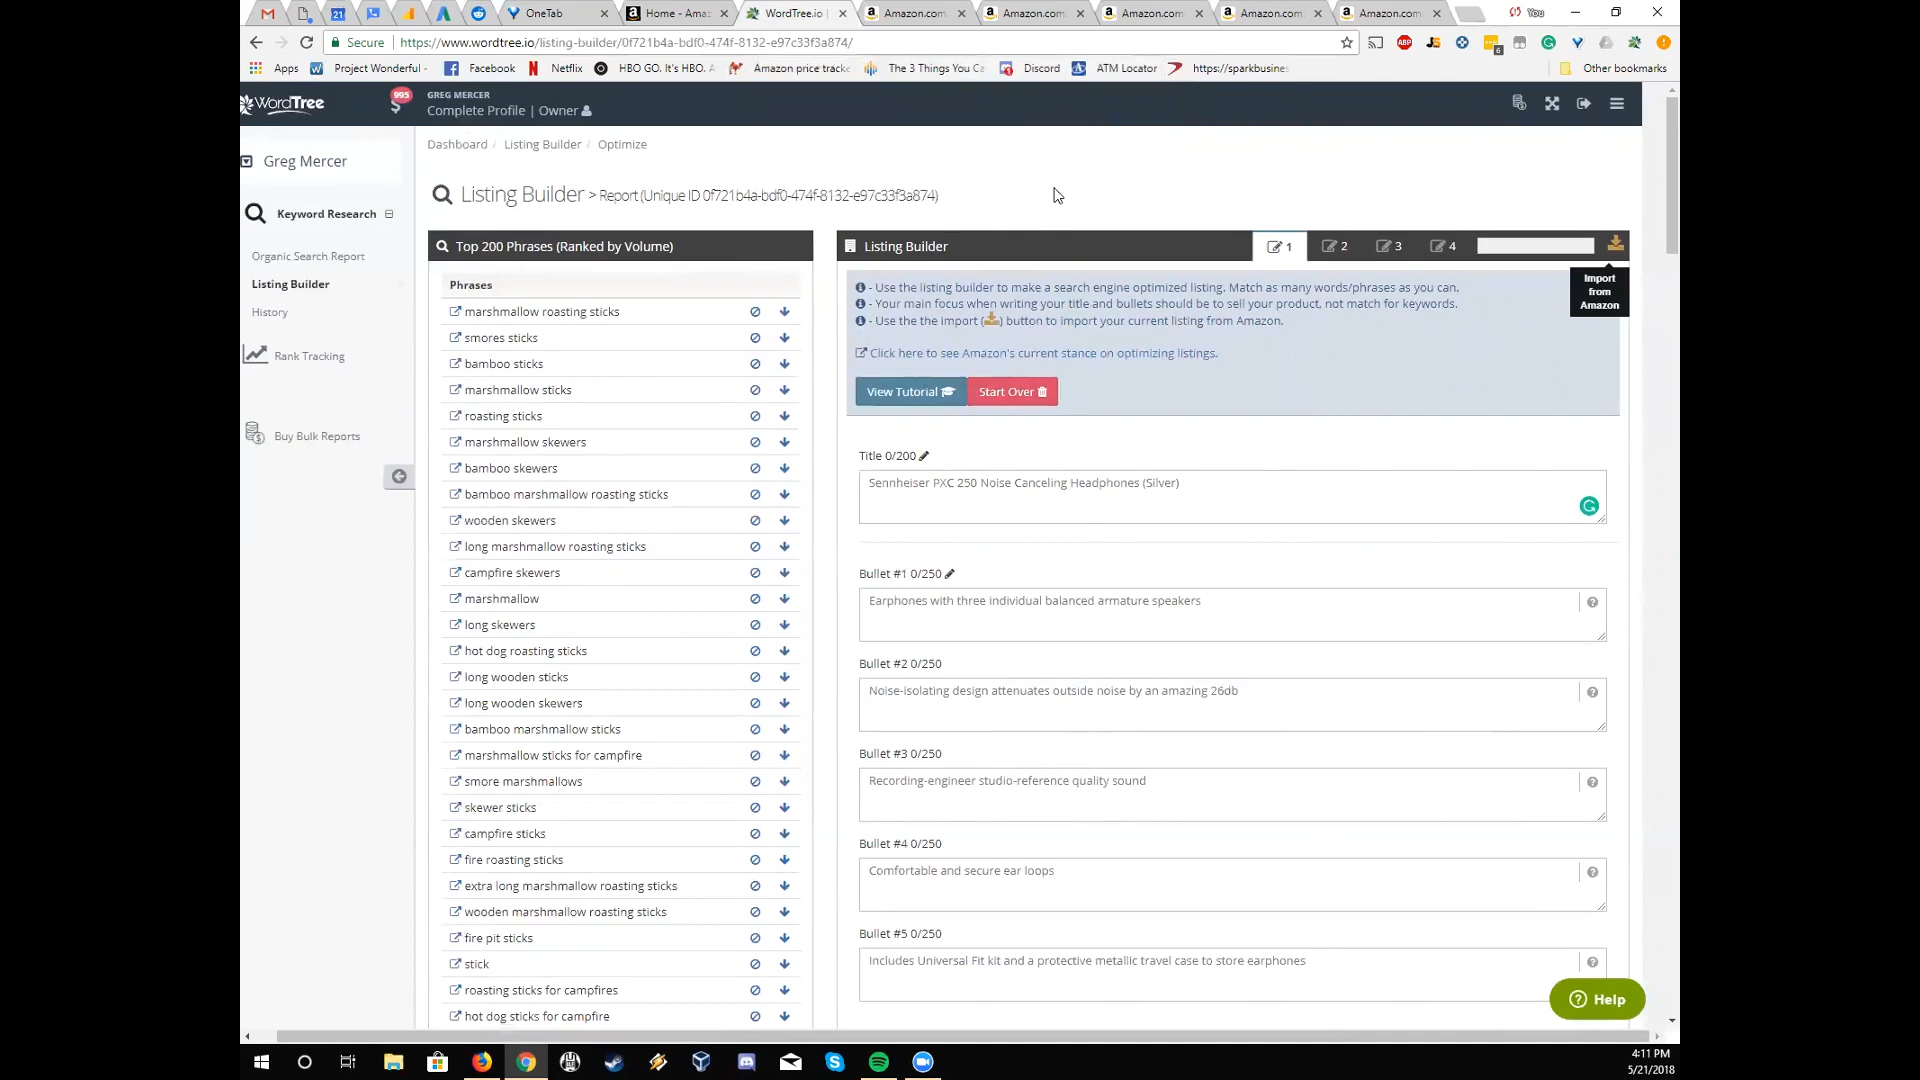 OneTab
Home - Amaz
WordTree.io |
Amazon.com
Amazon.com
Amazon.com
Amazon.com
Amazon.com
You
Secure
https://www.wordtree.io/listing-builder/0f721b4a-bdf0-474f-8132-e97c33f3a874/
Apps
Project Wonderful -
Facebook
Netflix
HBO GO. It's HBO. A
Amazon price tracke
The 3 Things You Ca
Discord
ATM Locator
https://sparkbusines
Other bookmarks
WordTree
995
GREG MERCER
Complete Profile | Owner
Greg Mercer
Keyword Research
Organic Search Report
Listing Builder
History
Rank Tracking
Buy Bulk Reports
Dashboard / Listing Builder / Optimize
Listing Builder > Report (Unique ID 0f721b4a-bdf0-474f-8132-e97c33f3a874)
Top 200 Phrases (Ranked by Volume)
Phrases
marshmallow roasting sticks
smores sticks
bamboo sticks
marshmallow sticks
roasting sticks
marshmallow skewers
bamboo skewers
bamboo marshmallow roasting sticks
wooden skewers
long marshmallow roasting sticks
campfire skewers
marshmallow
long skewers
hot dog roasting sticks
long wooden sticks
long wooden skewers
bamboo marshmallow sticks
marshmallow sticks for campfire
smore marshmallows
skewer sticks
campfire sticks
fire roasting sticks
extra long marshmallow roasting sticks
wooden marshmallow roasting sticks
fire pit sticks
stick
roasting sticks for campfires
hot dog sticks for campfire
Listing Builder
1
2
3
4
Import
from
Amazon
- Use the listing builder to make a search engine optimized listing. Match as many words/phrases as you can.
- Your main focus when writing your title and bullets should be to sell your product, not match for keywords.
- Use the the import ( ) button to import your current listing from Amazon.
Click here to see Amazon's current stance on optimizing listings.
View Tutorial
Start Over
Title 0/200
Sennheiser PXC 250 Noise Canceling Headphones (Silver)
Bullet #1 0/250
Earphones with three individual balanced armature speakers
Bullet #2 0/250
Noise-isolating design attenuates outside noise by an amazing 26db
Bullet #3 0/250
Recording-engineer studio-reference quality sound
Bullet #4 0/250
Comfortable and secure ear loops
Bullet #5 0/250
Includes Universal Fit kit and a protective metallic travel case to store earphones
Help
4:11 PM
5/21/2018